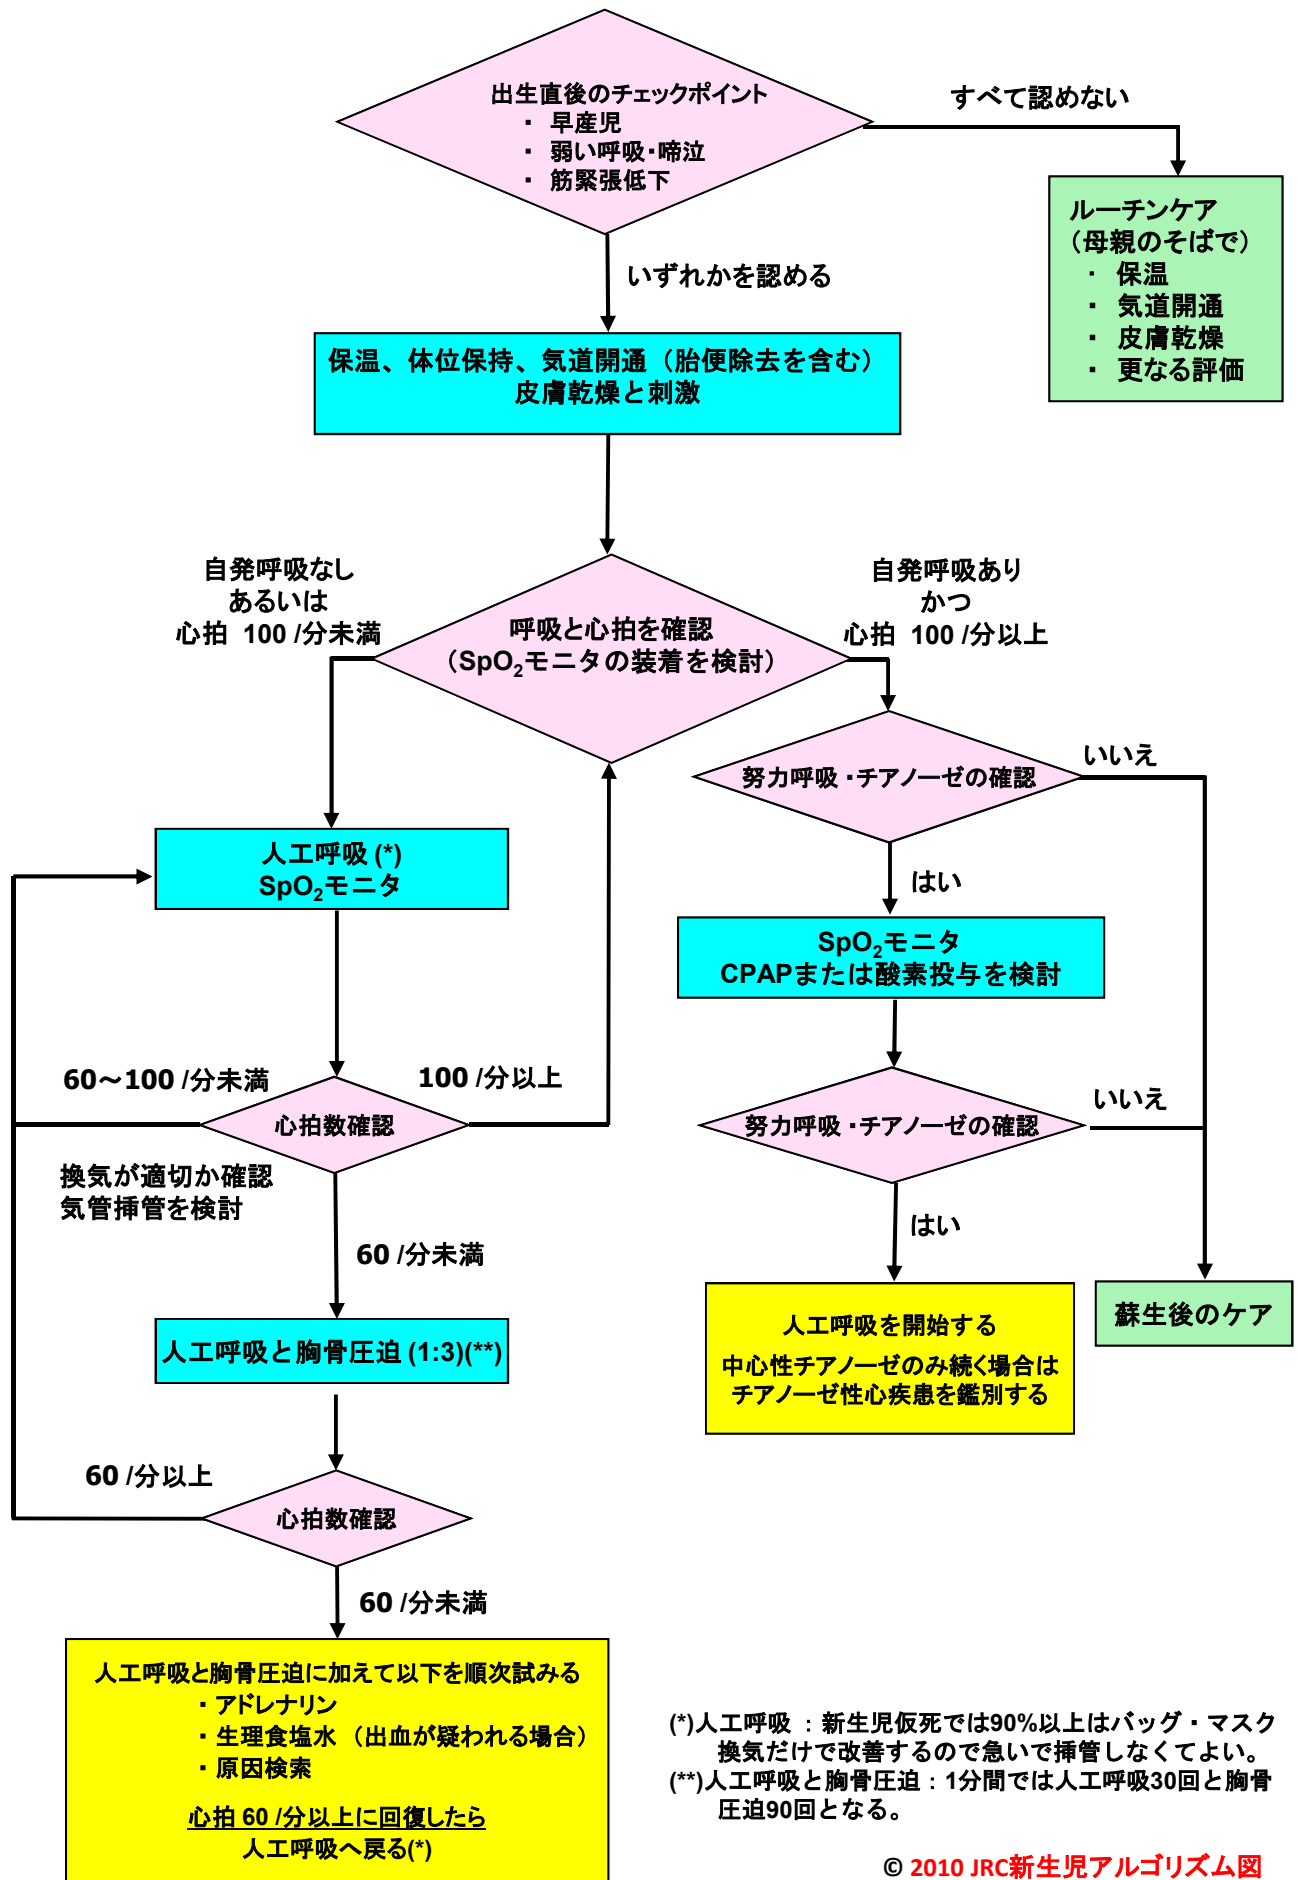 出生直後のチェックポイント
・ 早産児
・ 弱い呼吸・啼泣
・ 筋緊張低下
すべて認めない
ルーチンケア
（母親のそばで）
・ 保温
・ 気道開通
・ 皮膚乾燥
・ 更なる評価
いずれかを認める
保温、体位保持、気道開通（胎便除去を含む）
皮膚乾燥と刺激
自発呼吸なし
あるいは
心拍 100 /分未満
呼吸と心拍を確認
（SpO2モニタの装着を検討）
自発呼吸あり
かつ
心拍 100 /分以上
努力呼吸・チアノーゼの確認
いいえ
はい
人工呼吸 (*)
SpO2モニタ
SpO2モニタ
CPAPまたは酸素投与を検討
60～100 /分未満
100 /分以上
心拍数確認
換気が適切か確認
気管挿管を検討
努力呼吸・チアノーゼの確認
いいえ
はい
60 /分未満
人工呼吸と胸骨圧迫 (1:3)(**)
人工呼吸を開始する
中心性チアノーゼのみ続く場合は
チアノーゼ性心疾患を鑑別する
蘇生後のケア
60 /分以上
心拍数確認
60 /分未満
人工呼吸と胸骨圧迫に加えて以下を順次試みる
・アドレナリン
・生理食塩水（出血が疑われる場合）
・原因検索
心拍 60 /分以上に回復したら
人工呼吸へ戻る(*)
(*)人工呼吸 ：新生児仮死では90%以上はバッグ・マスク
換気だけで改善するので急いで挿管しなくてよい。
(**)人工呼吸と胸骨圧迫：1分間では人工呼吸30回と胸骨
圧迫90回となる。
© 2010 JRC新生児アルゴリズム図